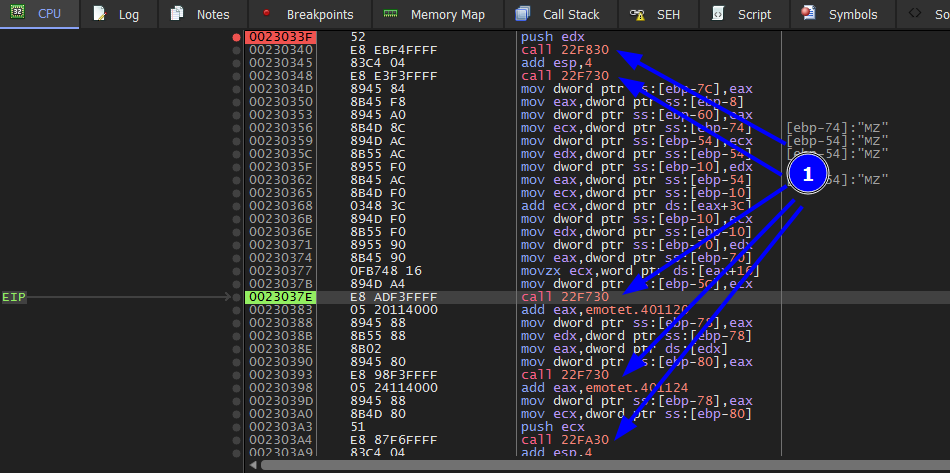 CPU Log Notes Breakpoints Memory Map Call Stack SEH Script Symbols So
0023033F 52 push edx
00230340 E8 EBF4FFFF call 22F830
00230345 83C4 04 add esp,4
00230348 E8 E3F3FFFF call 22F730
0023034D 8945 84 mov dword ptr ss:[ebp-7C],eax
00230350 8B45 F8 mov eax,dword ptr ss:[ebp-8]
00230353 8945 A0 mov dword ptr ss:[ebp-60],eax
00230356 8B4D 8C mov ecx,dword ptr ss:[ebp-74] [ebp-74]:"MZ"
00230359 894D AC mov dword ptr ss:[ebp-54],ecx [ebp-54]:"MZ"
0023035C 8B55 AC mov edx,dword ptr ss:[ebp-54] [ebp-54]:"MZ"
0023035F 8955 F0 mov dword ptr ss:[ebp-10],edx
00230362 8B45 AC mov eax,dword ptr ss:[ebp-54] 54]:"MZ"
00230365 8B4D F0 mov ecx,dword ptr ss:[ebp-10]
00230368 0348 3C add ecx,dword ptr ds:[eax+3C]
0023036B 894D F0 mov dword ptr ss:[ebp-10],ecx
0023036E 8B55 F0 mov edx,dword ptr ss:[ebp-10]
00230371 8955 90 mov dword ptr ss:[ebp-70],edx
00230374 8B45 90 mov eax,dword ptr ss:[ebp-70]
00230377 0FB748 16 movzx ecx,word ptr ds:[eax+16]
0023037B 894D A4 mov dword ptr ss:[ebp-5C],ecx
EIP 0023037E E8 ADF3FFFF call 22F730
00230383 05 20114000 add eax,emotet.401120
00230388 8945 88 mov dword ptr ss:[ebp-78],eax
0023038B 8B55 88 mov edx,dword ptr ss:[ebp-78]
0023038E 8B02 mov eax,dword ptr ds:[edx]
00230390 8945 80 mov dword ptr ss:[ebp-80],eax
00230393 E8 98F3FFFF call 22F730
00230398 05 24114000 add eax,emotet.401124
0023039D 8945 88 mov dword ptr ss:[ebp-78],eax
002303A0 8B4D 80 mov ecx,dword ptr ss:[ebp-80]
002303A3 51 push ecx
002303A4 E8 87F6FFFF call 22FA30
002303A9 83C4 04 add esp,4
1